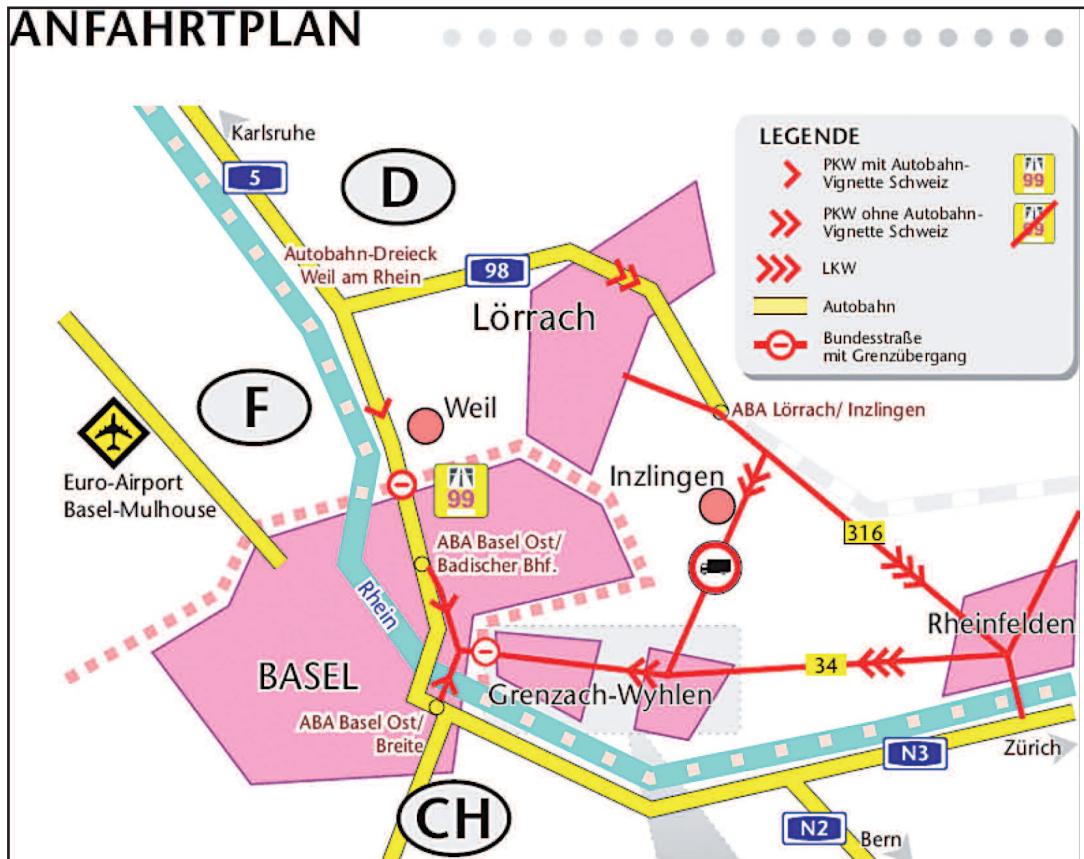 ANFAHRTPLAN
Karlsruhe
5
D
Autobahn-Dreieck
Weil am Rhein
98
Lörrach
LEGENDE
PKW mit Autobahn-
Vignette Schweiz
99
PKW ohne Autobahn-
Vignette Schweiz
99
LKW
Autobahn
Bundesstraße
mit Grenzübergang
F
Weil
ABA Lörrach/ Inzlingen
Euro-Airport
Basel-Mulhouse
99
Inzlingen
316
ABA Basel Ost/
Badischer Bhf.
Rhein
Rheinfelden
BASEL
34
Grenzach-Wyhlen
ABA Basel Ost/
Breite
N3
Zürich
CH
N2
Bern